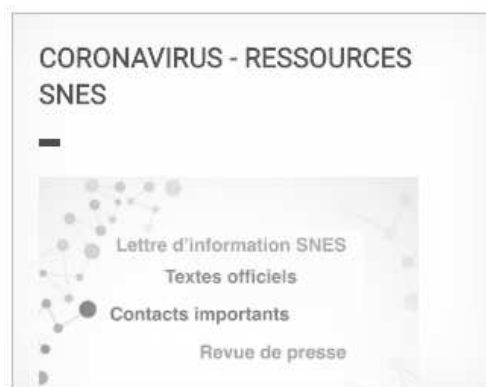 CORONAVIRUS - RESSOURCES
SNES
Lettre d'information SNES
Textes officiels
Contacts importants
Revue de presse